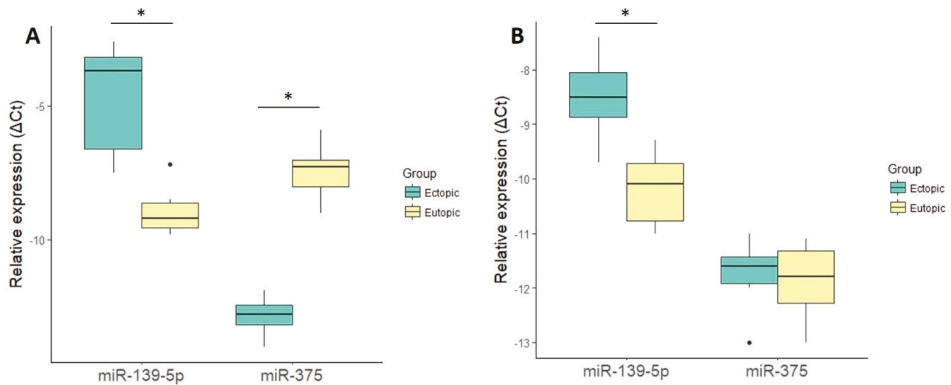 A
*
*
Relative expression (ΔCt)
-5
-10
miR-139-5p
miR-375
Group
Ectopic
Eutopic
B
*
Relative expression (ΔCt)
-8
-9
-10
-11
-12
-13
miR-139-5p
miR-375
Group
Ectopic
Eutopic